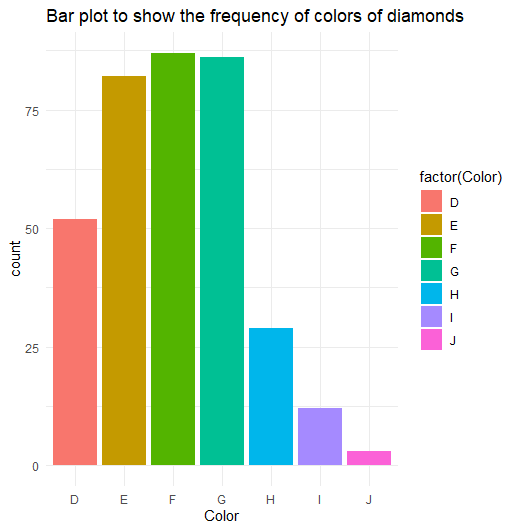 Bar plot to show the frequency of colors of diamonds
count
75
50
25
0
D E F G H I J
Color
factor(Color)
D
E
F
G
H
I
J